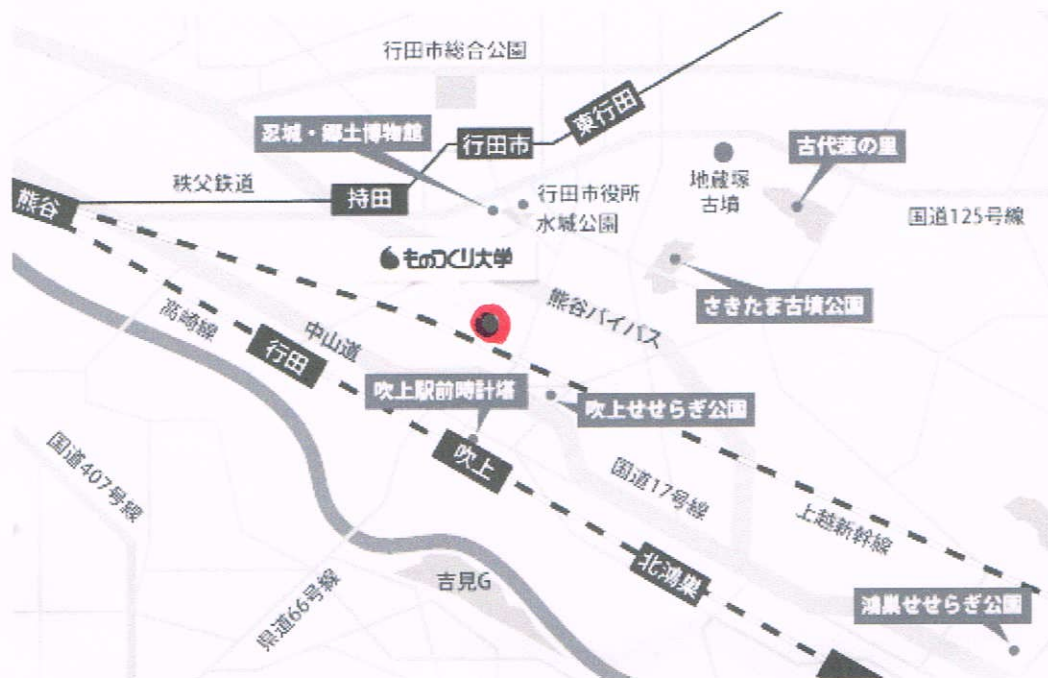 行田市総合公園
東行田
忍城・郷土博物館
行田市
古代蓮の里
秩父鉄道
持田
地蔵塚
古墳
熊谷
行田市役所
水城公園
国道125号線
ものつくり大学
さきたま古墳公園
熊谷バイパス
高崎線
中山道
行田
吹上駅前時計塔
吹上せせらぎ公園
吹上
国道407号線
国道17号線
上越新幹線
北鴻巣
吉見G
県道66号線
鴻巣せせらぎ公園